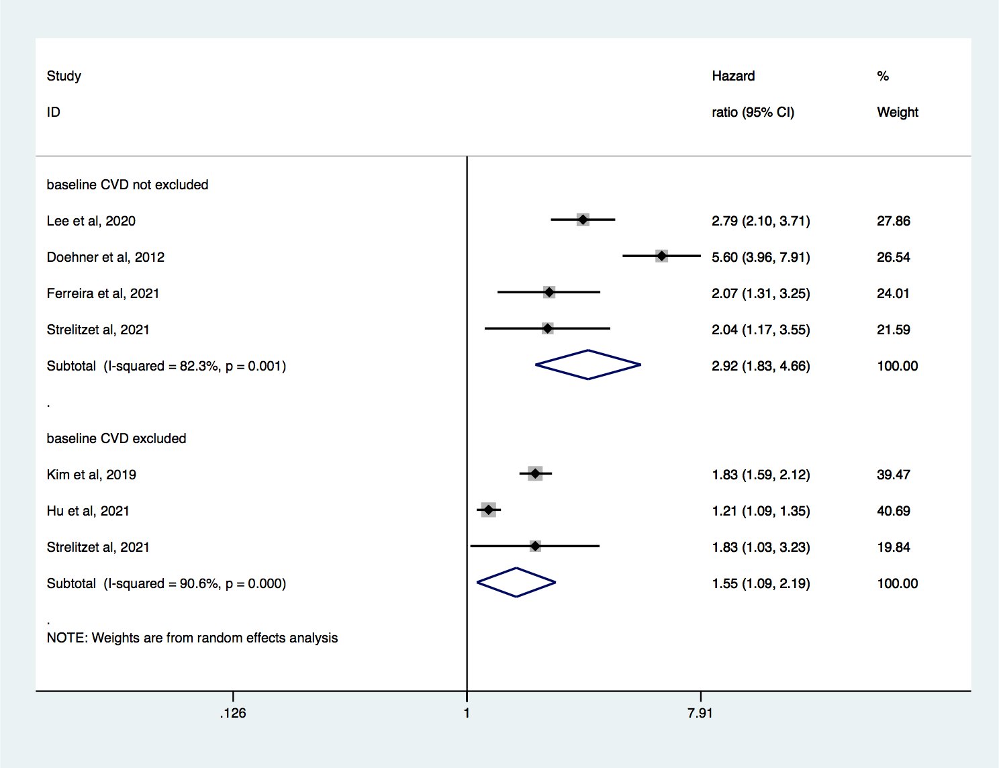 Study Hazard %
ID ratio (95% CI) Weight
baseline CVD not excluded
Lee et al, 2020 2.79 (2.10, 3.71) 27.86
Doehner et al, 2012 5.60 (3.96, 7.91) 26.54
Ferreira et al, 2021 2.07 (1.31, 3.25) 24.01
Strelitzet al, 2021 2.04 (1.17, 3.55) 21.59
Subtotal (I-squared = 82.3%, p = 0.001) 2.92 (1.83, 4.66) 100.00
.
baseline CVD excluded
Kim et al, 2019 1.83 (1.59, 2.12) 39.47
Hu et al, 2021 1.21 (1.09, 1.35) 40.69
Strelitzet al, 2021 1.83 (1.03, 3.23) 19.84
Subtotal (I-squared = 90.6%, p = 0.000) 1.55 (1.09, 2.19) 100.00
.
NOTE: Weights are from random effects analysis
.126 1 7.91